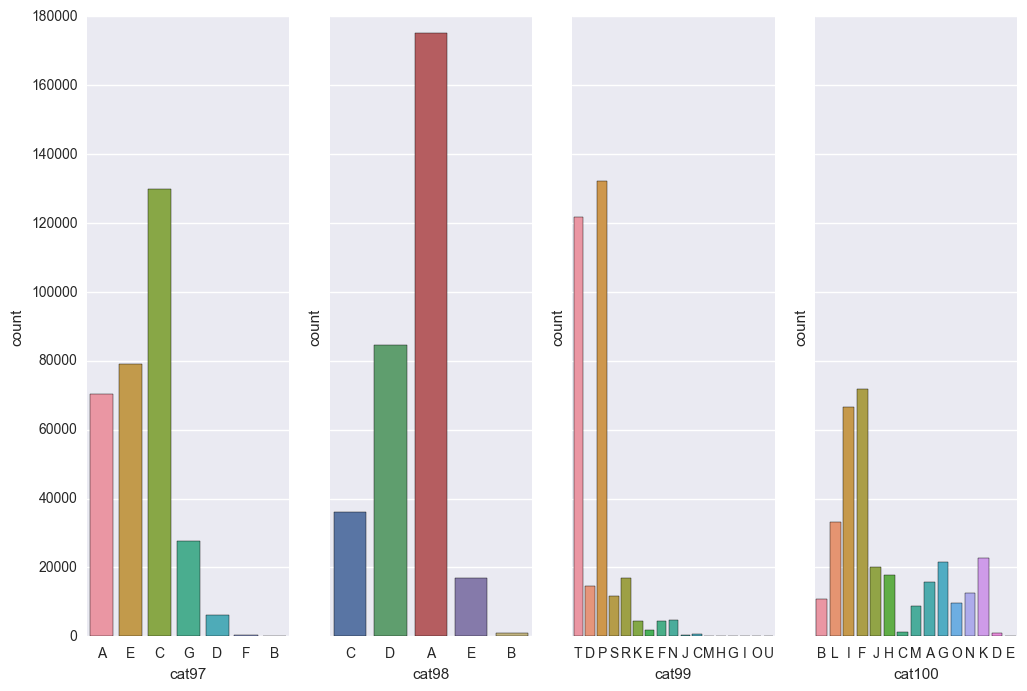 180000
160000
140000
120000
100000
80000
60000
40000
20000
0
count
A E C G D F B
cat97
count
C D A E B
cat98
count
T D P S R K E F N J C M H G I O U
cat99
count
B L I F J H C M A G O N K D E
cat100